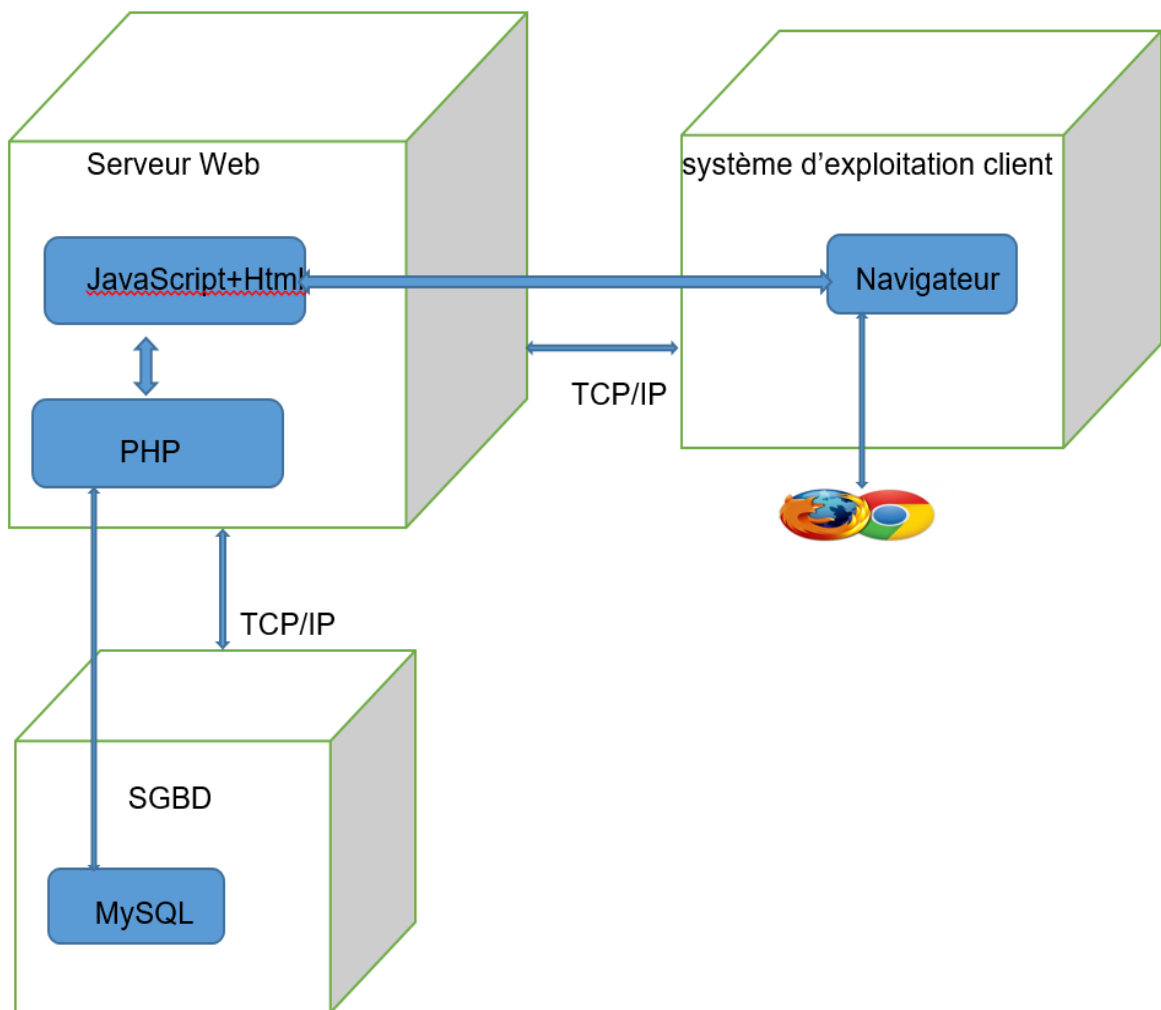 Serveur Web
système d’exploitation client
JavaScript+Html
Navigateur
TCP/IP
PHP
TCP/IP
SGBD
MySQL